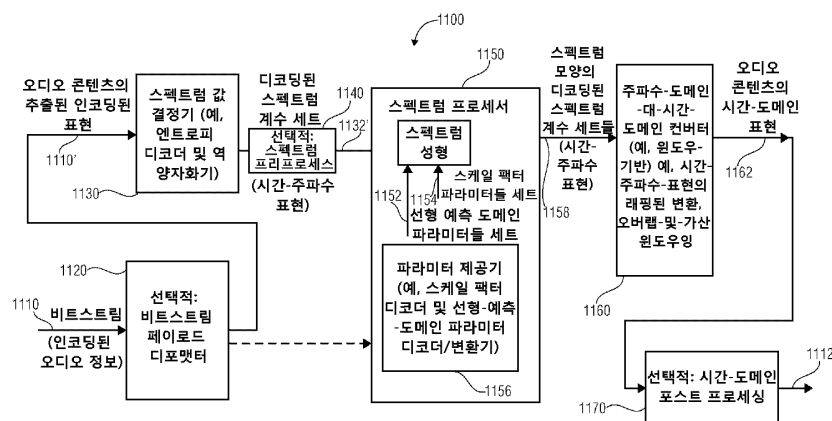 1100
오디오 콘텐츠의
추출된 인코딩된
표현
1110'
스펙트럼 값
결정기 (예,
엔트로피
디코더 및 역
양자화기)
1130
디코딩된
스펙트럼
계수 세트
1140
선택적:
스펙트럼
프리프로세스
(시간-주파수
표현)
1132'
1150
스펙트럼 프로세서
스펙트럼
성형
1152
1154
스케일 팩터
파라미터들 세트
선형 예측 도메인
파라미터들 세트
파라미터 제공기
(예, 스케일 팩터
디코더 및 선형-예측
-도메인 파라미터
디코더/변환기)
1156
스펙트럼
모양의
디코딩된
스펙트럼
계수 세트들
(시간-
주파수
표현)
1158
주파수-도메인
-대-시간-
도메인 컨버터
(예, 윈도우-
기반) 예, 시간-
주파수-표현의
래핑된 변환,
오버랩-및-가산
윈도우잉
1160
오디오
콘텐츠의
시간-도메인
표현
1162
1120
1110
비트스트림
(인코딩된
오디오 정보)
선택적:
비트스트림
페이로드
디포맷터
선택적: 시간-도메인
포스트 프로세싱
1170
1112